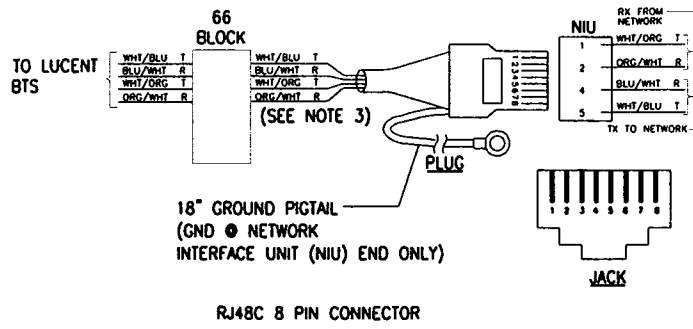 66
BLOCK
TO LUCENT
BTS
WHT/BLU T
BLU/WHT R
WHT/ORG T
ORG/WHT R
WHT/BLU T
BLU/WHT R
WHT/ORG T
ORG/WHT R
(SEE NOTE 3)
12345678
PLUG
NIU
RX FROM
NETWORK
1 WHT/ORG T
2 ORG/WHT R
4 BLU/WHT R
5 WHT/BLU T
TX TO NETWORK
18" GROUND PIGTAIL
(GND @ NETWORK
INTERFACE UNIT (NIU) END ONLY)
1 2 3 4 5 6 7 8
JACK
RJ48C 8 PIN CONNECTOR